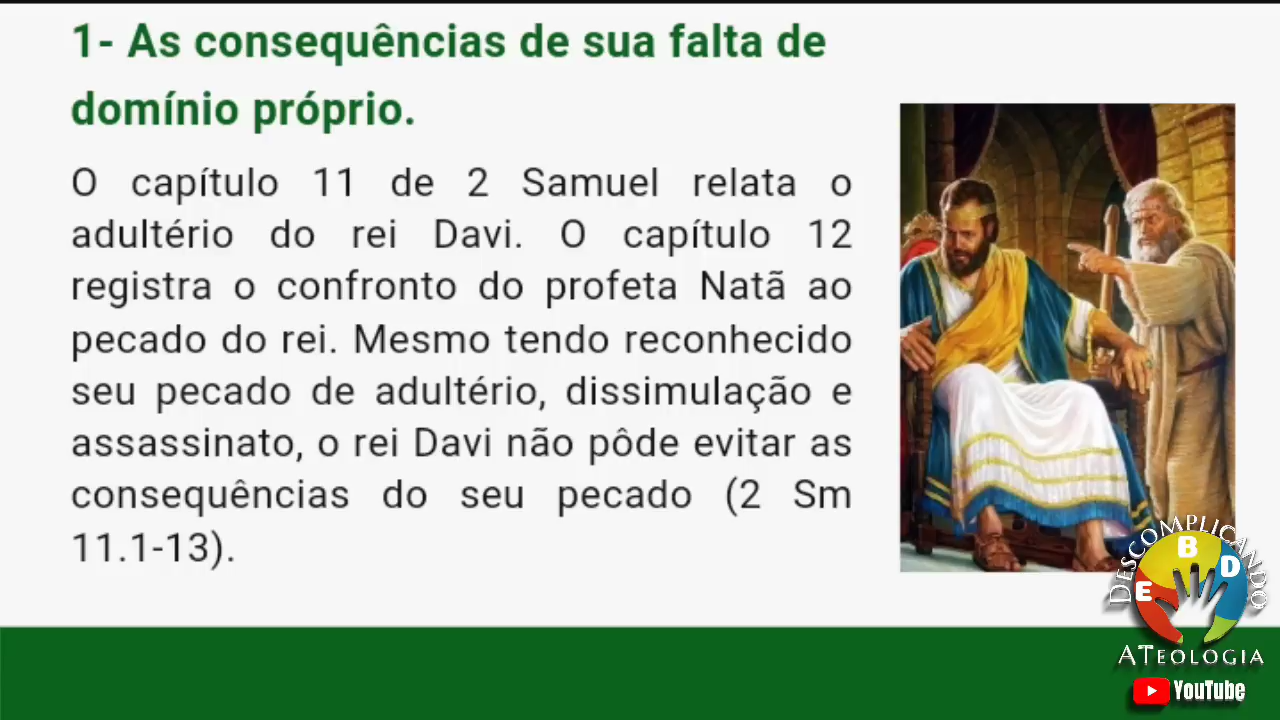 1- As consequências de sua falta de
domínio próprio.
O capítulo 11 de 2 Samuel relata o
adultério do rei Davi. O capítulo 12
registra o confronto do profeta Natã ao
pecado do rei. Mesmo tendo reconhecido
seu pecado de adultério, dissimulação e
assassinato, o rei Davi não pôde evitar as
consequências do seu pecado (2 Sm
11.1-13).
DESCOMPLICANDO
E B D
ATEOLOGIA
YouTube